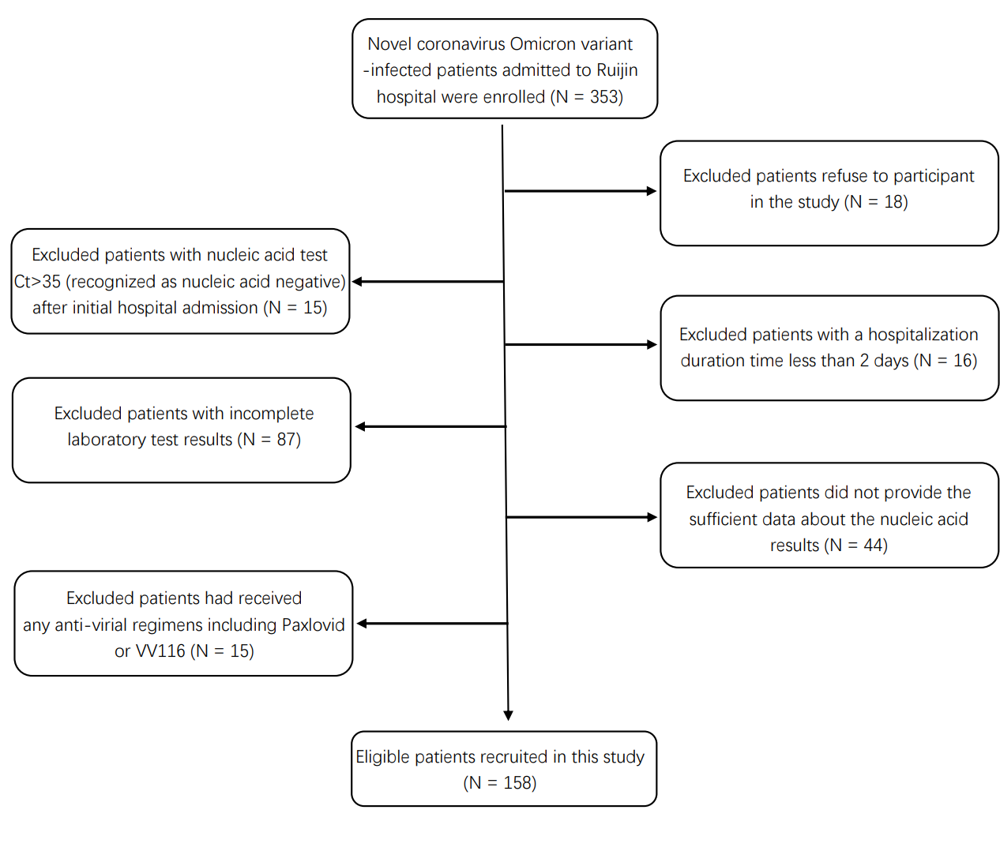 Novel coronavirus Omicron variant
-infected patients admitted to Ruijin
hospital were enrolled (N = 353)
Excluded patients refuse to participant
in the study (N = 18)
Excluded patients with nucleic acid test
Ct>35 (recognized as nucleic acid negative)
after initial hospital admission (N = 15)
Excluded patients with a hospitalization
duration time less than 2 days (N = 16)
Excluded patients with incomplete
laboratory test results (N = 87)
Excluded patients did not provide the
sufficient data about the nucleic acid
results (N = 44)
Excluded patients had received
any anti-virial regimens including Paxlovid
or VV116 (N = 15)
Eligible patients recruited in this study
(N = 158)